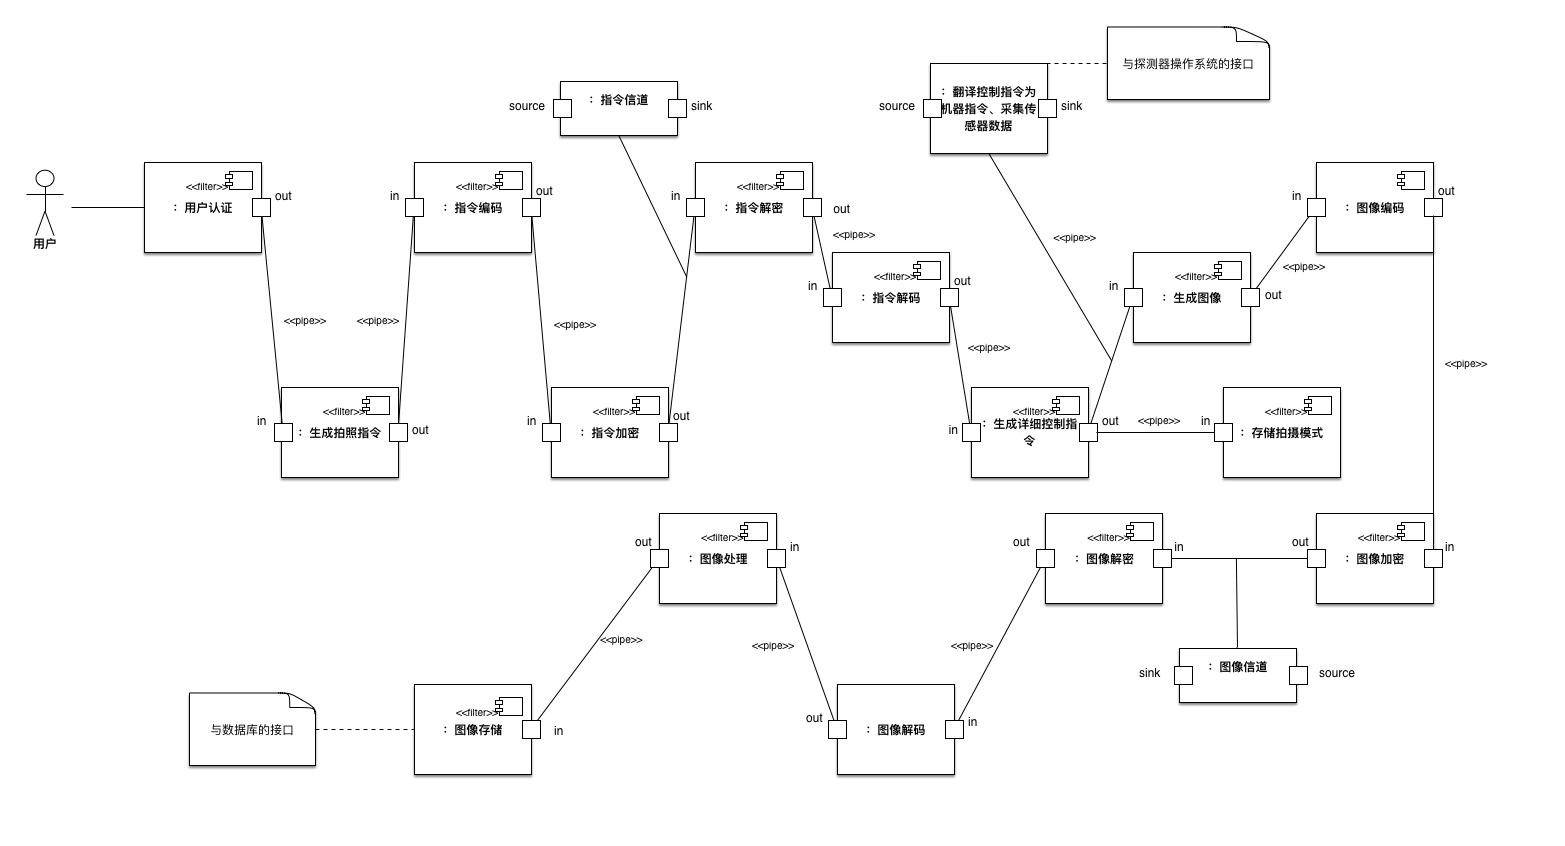 与探测器操作系统的接口
source
： 指令信道
sink
source
： 翻译控制指令为
机器指令、采集传
感器数据
sink
用户
<<filter>>
： 用户认证
out
in
<<filter>>
： 指令编码
out
in
<<filter>>
： 指令解密
out
in
： 图像编码
out
<<pipe>>
<<pipe>>
<<pipe>>
in
<<filter>>
： 指令解码
out
in
<<filter>>
： 生成图像
out
<<pipe>>
<<pipe>>
<<pipe>>
<<pipe>>
<<pipe>>
<<pipe>>
in
<<filter>>
： 生成拍照指令
out
in
<<filter>>
： 指令加密
out
in
<<filter>>
： 生成详细控制指
令
out
<<pipe>>
in
<<filter>>
： 存储拍摄模式
out
<<filter>>
： 图像处理
in
out
<<filter>>
： 图像解密
in
out
<<filter>>
： 图像加密
in
<<pipe>>
<<pipe>>
<<pipe>>
sink
： 图像信道
source
与数据库的接口
<<filter>>
： 图像存储
in
out
： 图像解码
in